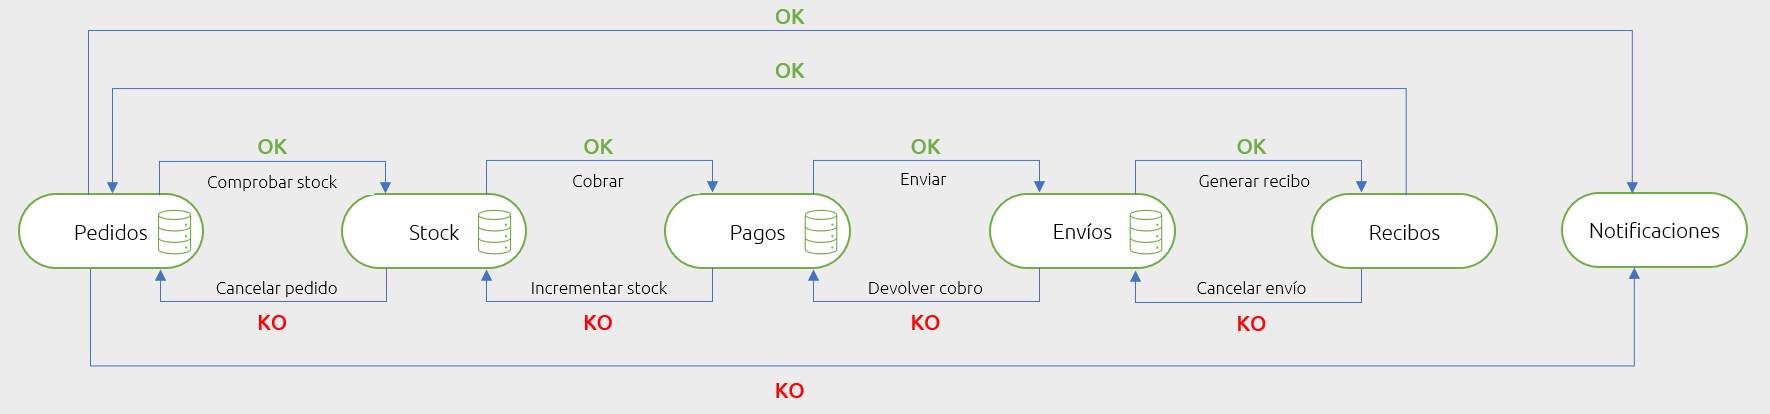 OK
OK
OK
OK
OK
OK
Comprobar stock
Cobrar
Enviar
Generar recibo
Pedidos
Stock
Pagos
Envíos
Recibos
Notificaciones
Cancelar pedido
Incrementar stock
Devolver cobro
Cancelar envío
KO
KO
KO
KO
KO